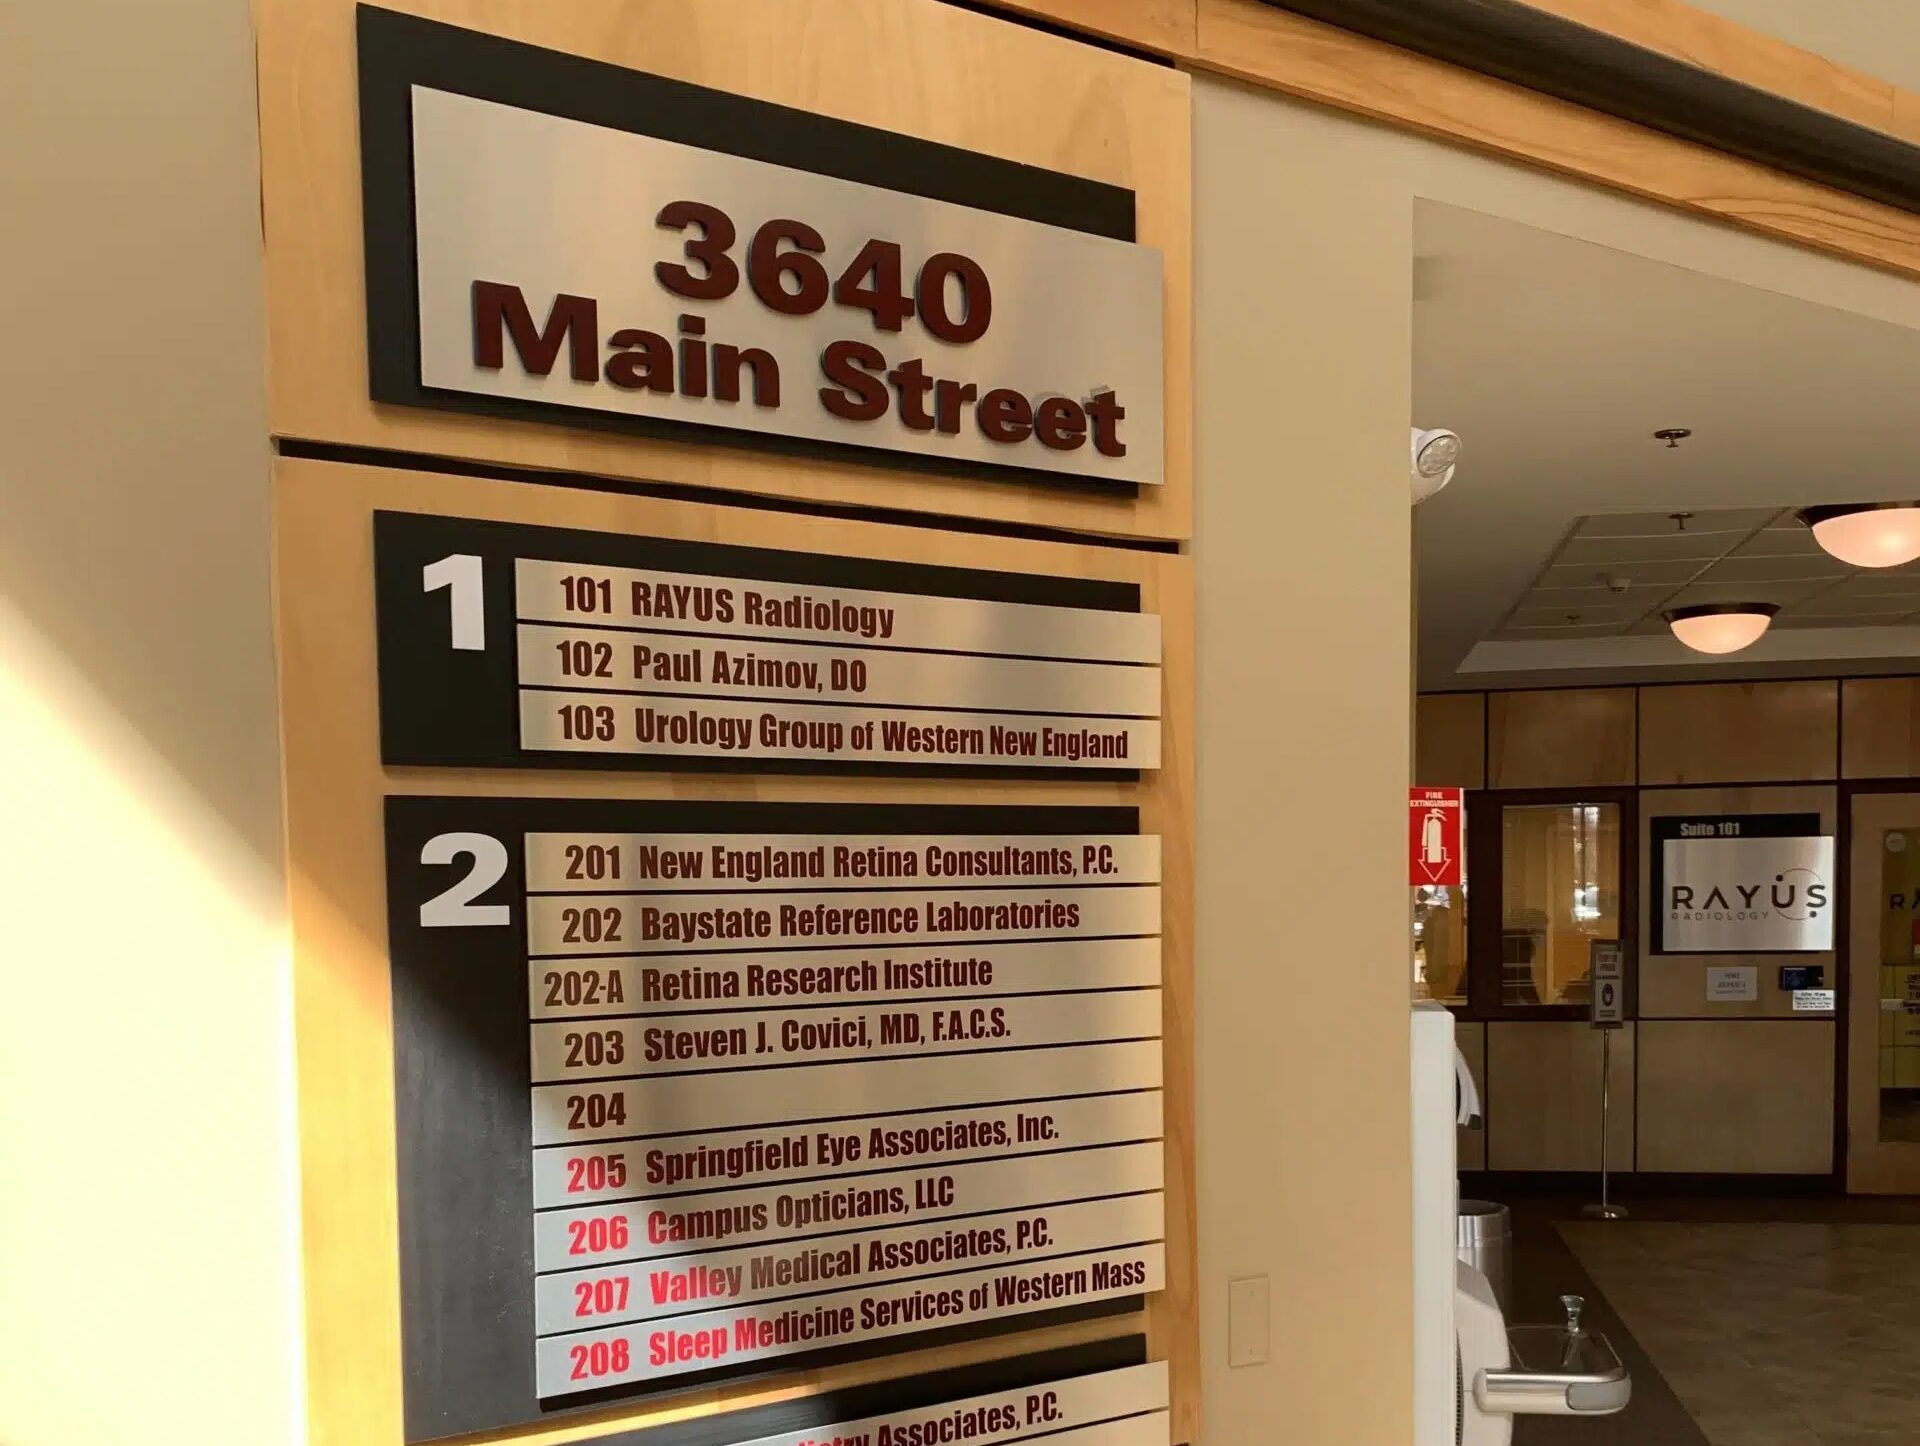 3640
Main Street
1
101 RAYUS Radiology
102 Paul Azimov, DO
103 Urology Group of Western New England
2
201 New England Retina Consultants, P.C.
202 Baystate Reference Laboratories
202-A Retina Research Institute
203 Steven J. Covici, MD, F.A.C.S.
204
205 Springfield Eye Associates, Inc.
206 Campus Opticians, LLC
207 Valley Medical Associates, P.C.
208 Sleep Medicine Services of Western Mass
Associates, P.C.
FIRE
EXTINGUISHER
Suite 101
RAYUS
RADIOLOGY